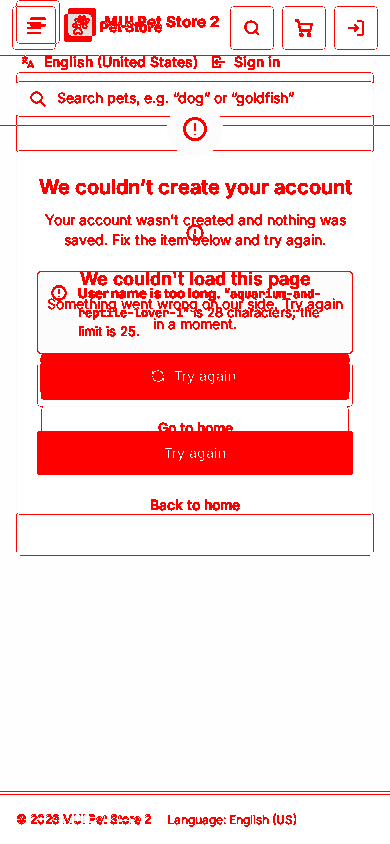 MUI Pet Store 2
Pet Store
English (United States) Sign in
Search pets, e.g. “dog” or “goldfish”
We couldn’t create your account
Your account wasn’t created and nothing was
saved. Fix the item below and try again.
We couldn't load this page
User name is too long. “aquarium-and-
Something went wrong on our side. Try again
reptile-lover-1” is 28 characters; the
in a moment.
limit is 25.
Try again
Go to home
Try again
Back to home
© 2026 MUI Pet Store 2 Language: English (US)